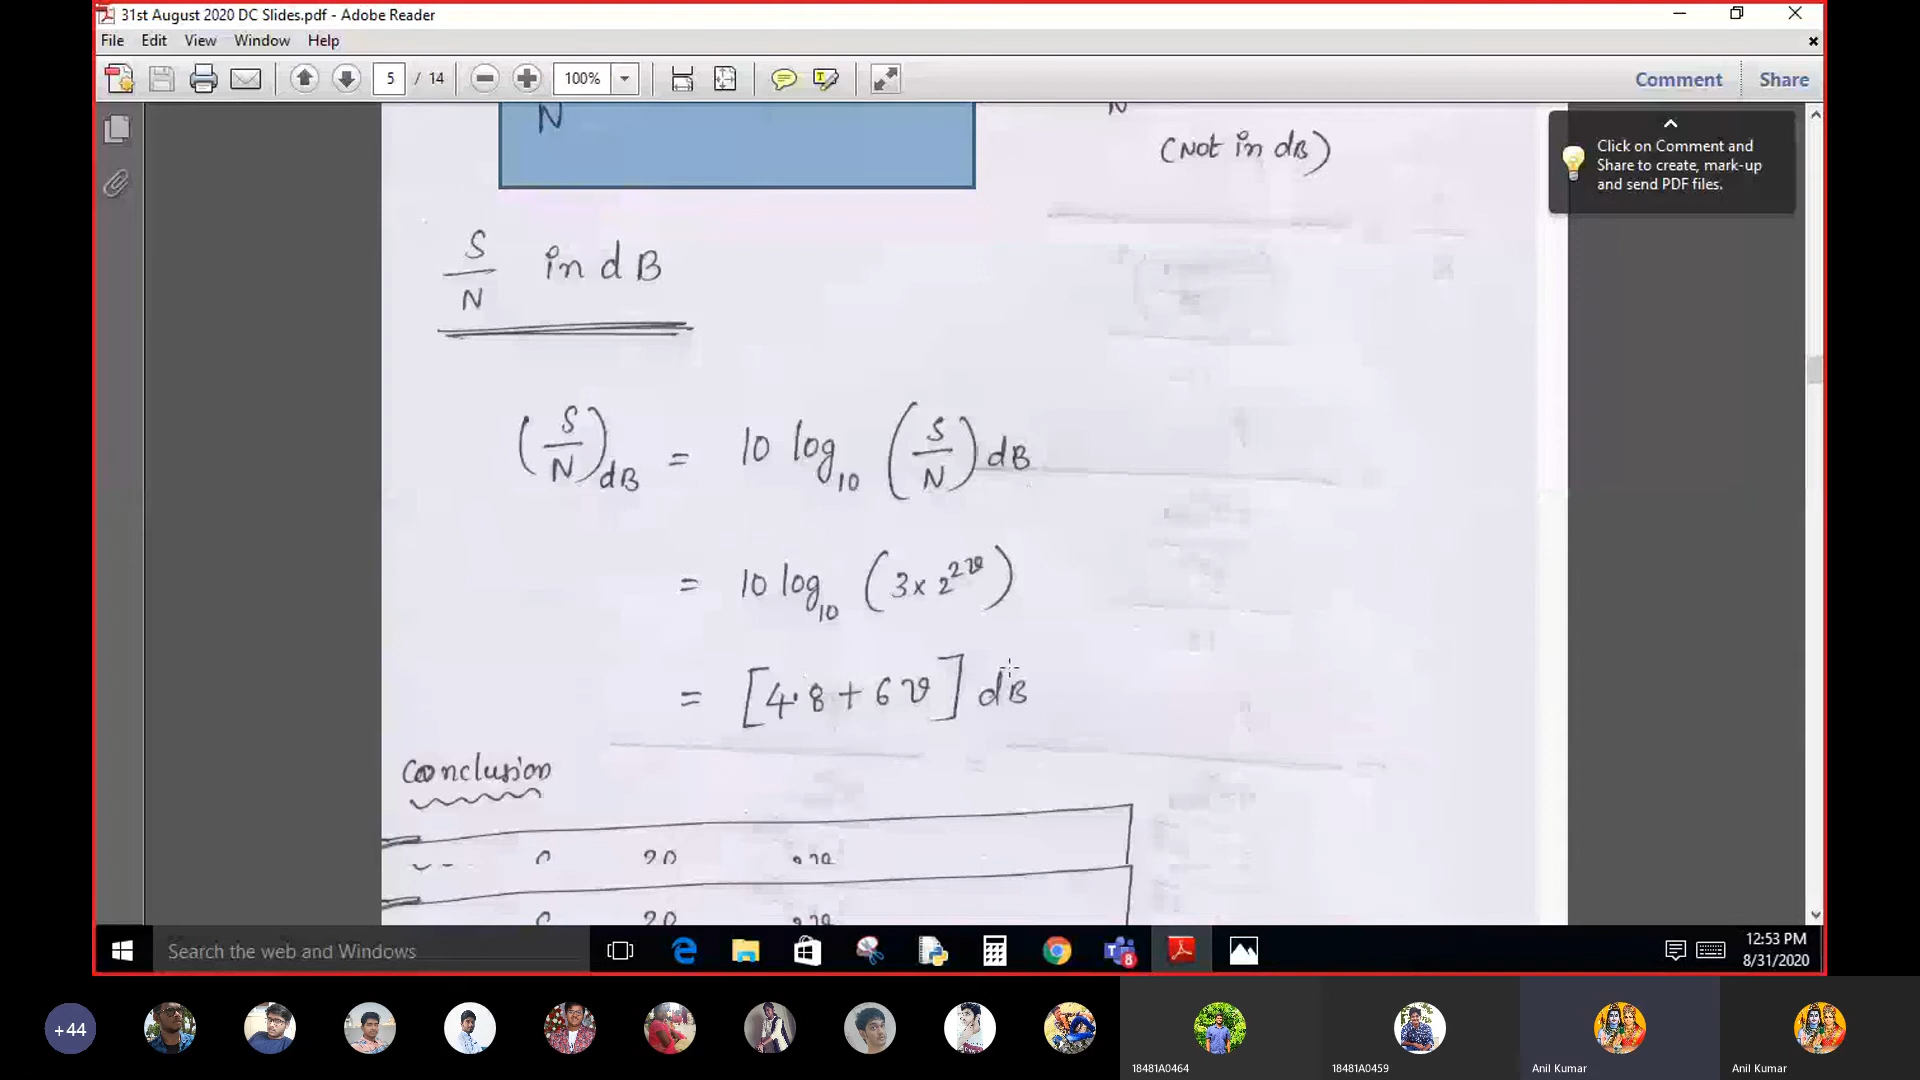 31st August 2020 DC Slides.pdf - Adobe Reader
File Edit View Window Help
5 / 14 100% Comment Share
N
N
(Not in dB)
Click on Comment and
Share to create, mark-up
and send PDF files.
S/N in dB
(S/N)dB = 10 log10 (S/N) dB
= 10 log10 (3 x 2^2v)
= [4.8 + 6v] dB
Conclusion
Search the web and Windows
8
12:53 PM
8/31/2020
+44
18481A0464
18481A0459
Anil Kumar
Anil Kumar